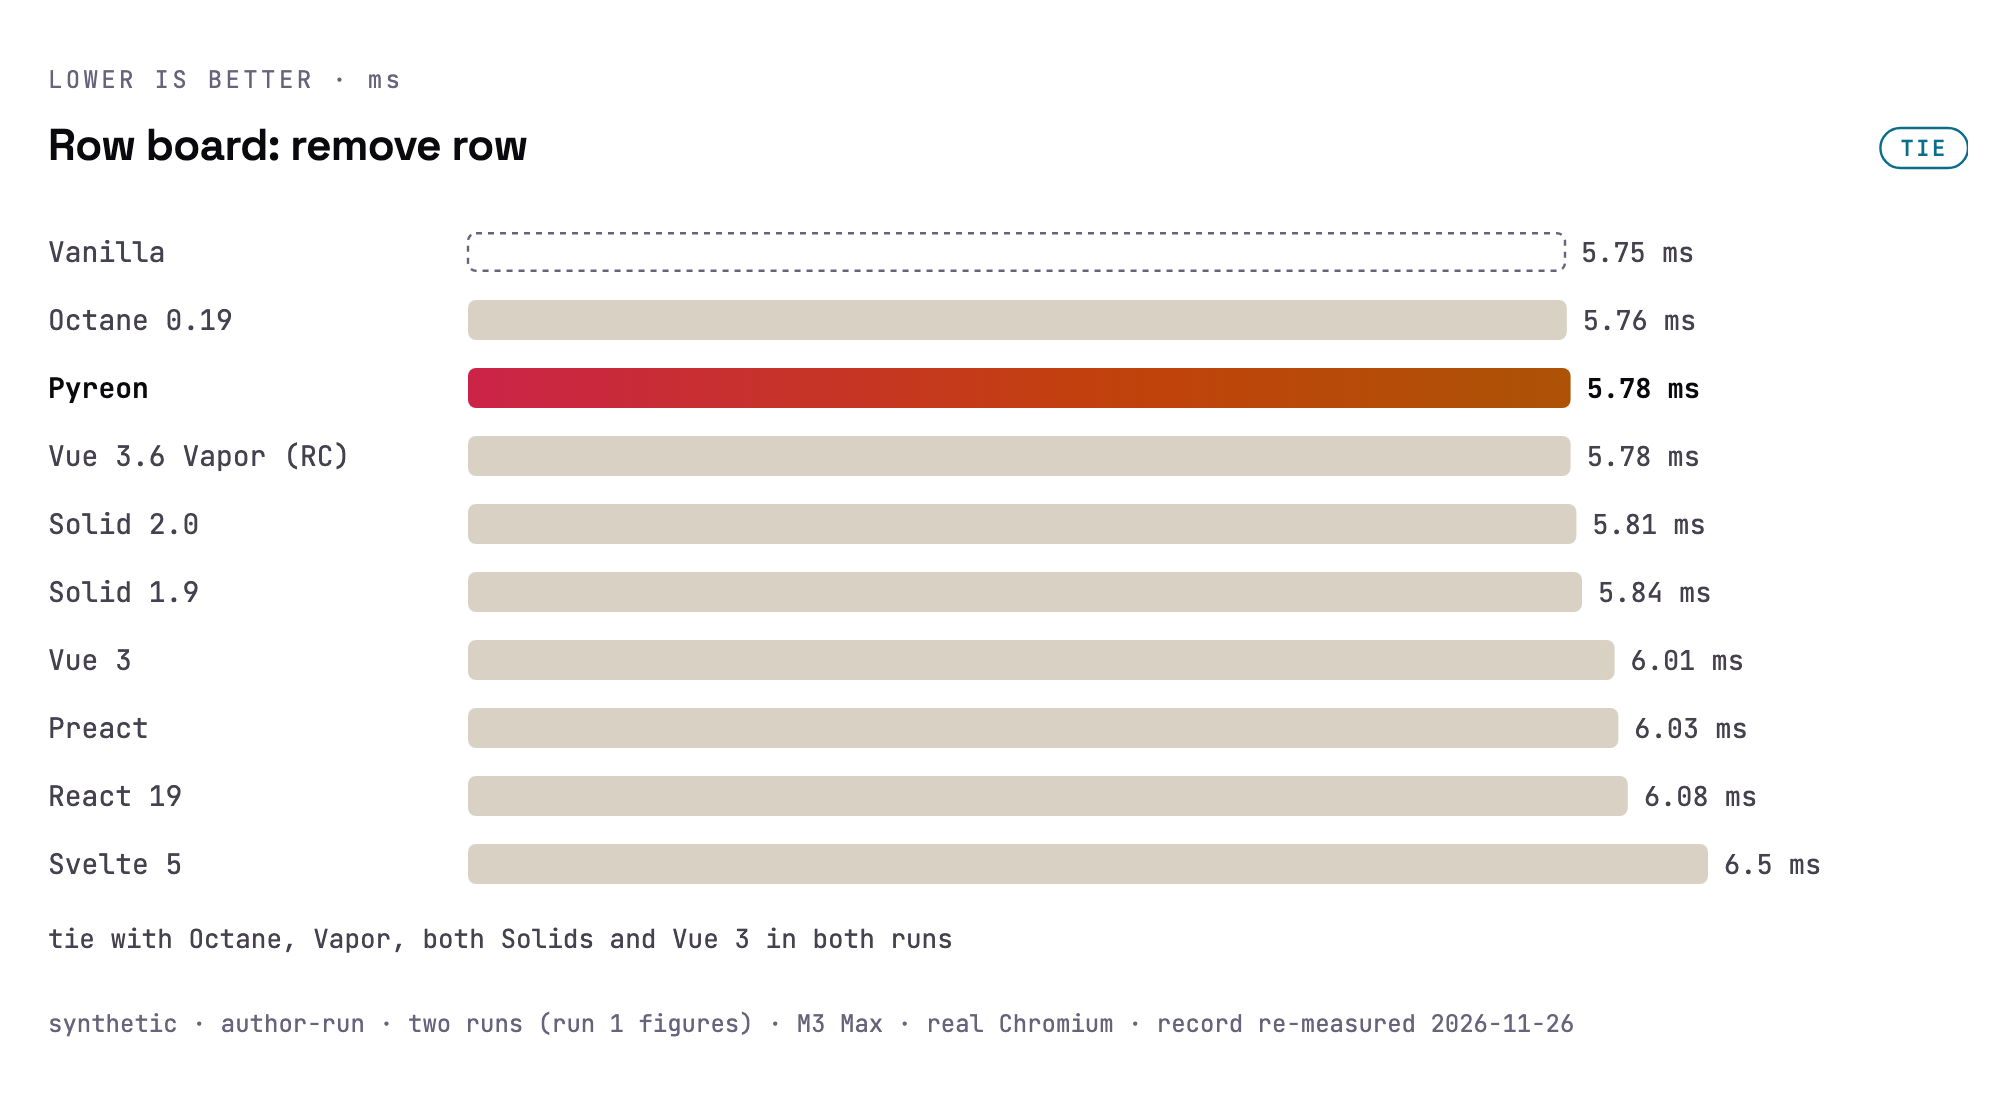 LOWER IS BETTER · ms
Row board: remove row
TIE
Vanilla 5.75 ms
Octane 0.19 5.76 ms
Pyreon 5.78 ms
Vue 3.6 Vapor (RC) 5.78 ms
Solid 2.0 5.81 ms
Solid 1.9 5.84 ms
Vue 3 6.01 ms
Preact 6.03 ms
React 19 6.08 ms
Svelte 5 6.5 ms
tie with Octane, Vapor, both Solids and Vue 3 in both runs
synthetic · author-run · two runs (run 1 figures) · M3 Max · real Chromium · record re-measured 2026-11-26